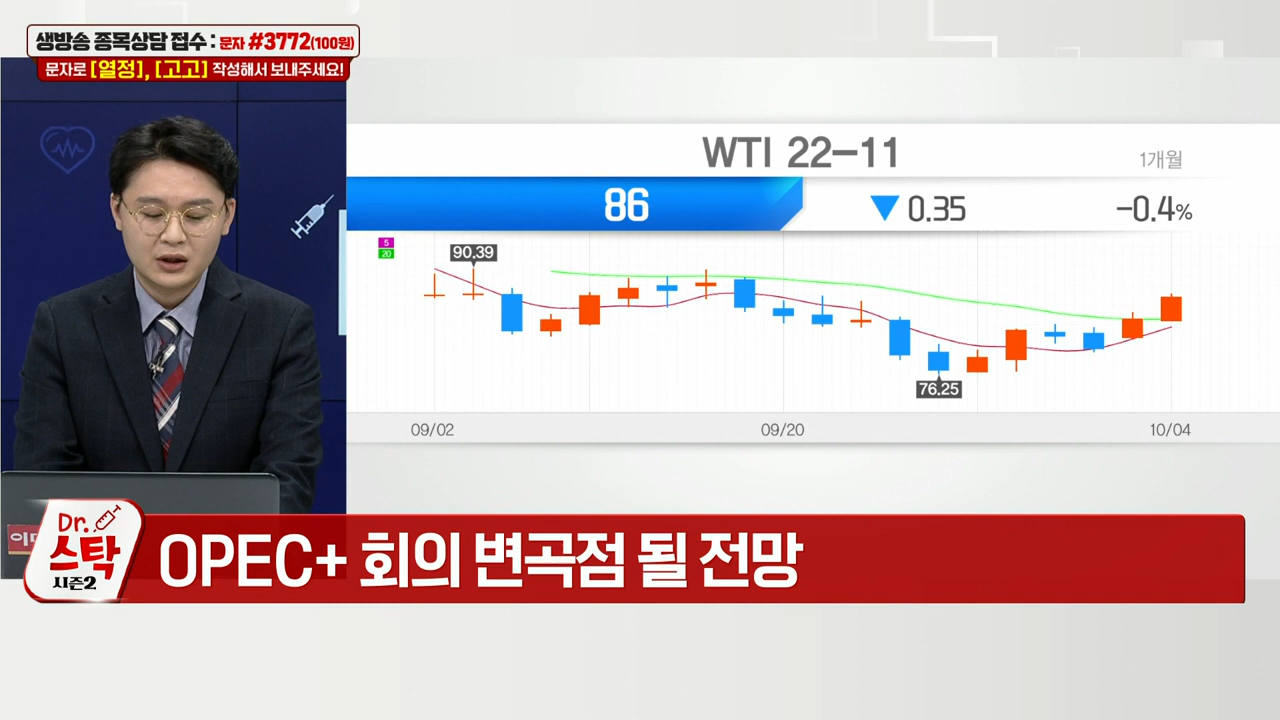 생방송 종목상담 접수 : 문자 #3772(100원)
문자로 [열정], [고고] 작성해서 보내주세요!
WTI 22-11
1개월
86
▼ 0.35
-0.4%
5
20
90.39
76.25
09/02
09/20
10/04
Dr.
스탁
시즌2
OPEC+ 회의 변곡점 될 전망